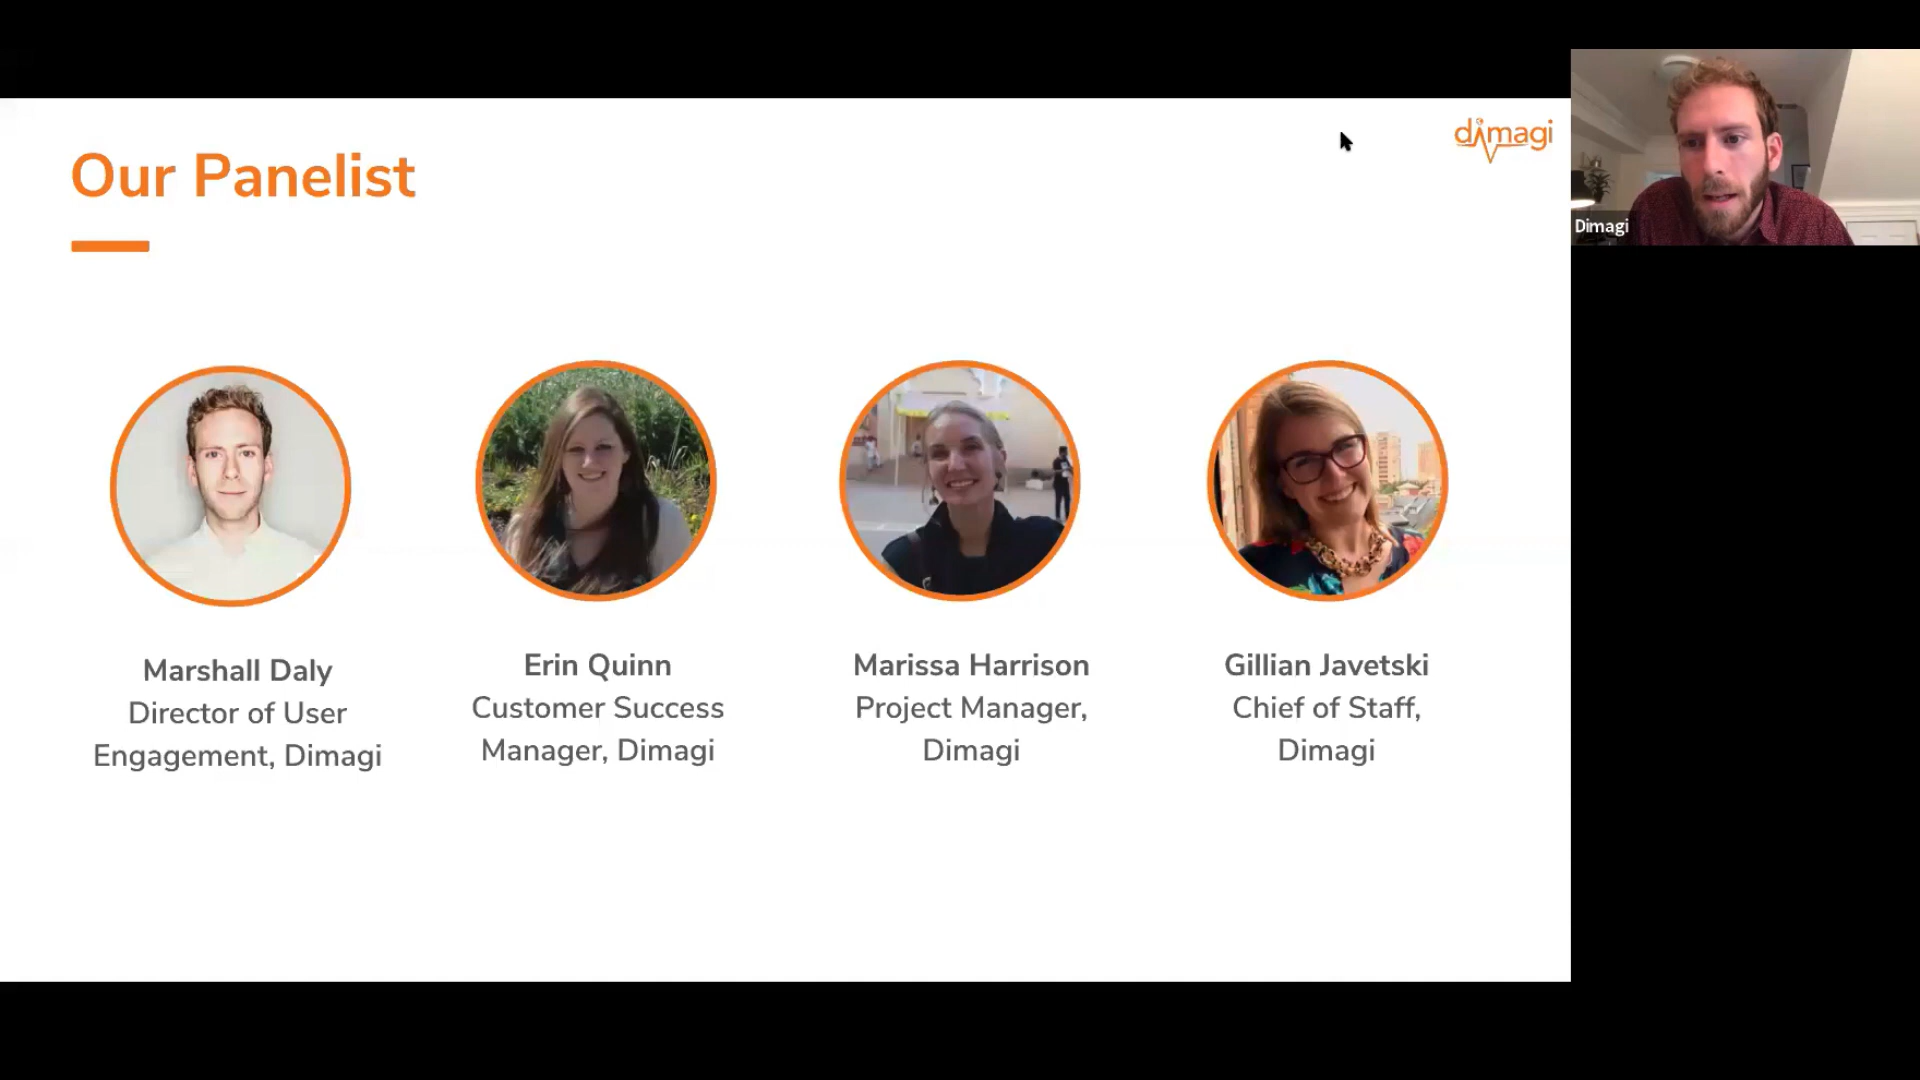 Our Panelist
dimagi
Dimagi
Marshall Daly
Director of User
Engagement, Dimagi
Erin Quinn
Customer Success
Manager, Dimagi
Marissa Harrison
Project Manager,
Dimagi
Gillian Javetski
Chief of Staff,
Dimagi